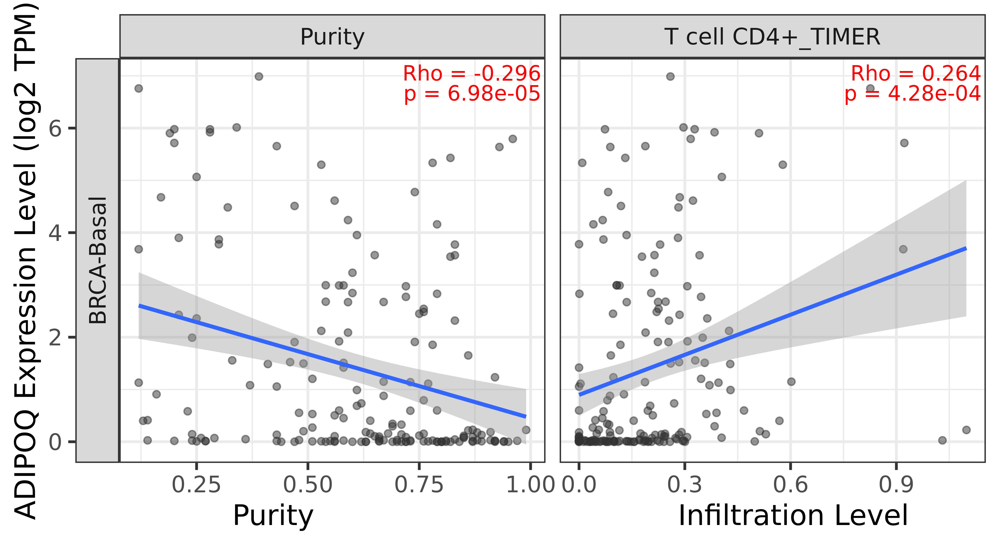 ADIPOQ Expression Level (log2 TPM)
Purity
T cell CD4+_TIMER
BRCA-Basal
Rho = -0.296
p = 6.98e-05
Rho = 0.264
p = 4.28e-04
6
4
2
0
0.25 0.50 0.75 1.00
0.0 0.3 0.6 0.9
Purity
Infiltration Level